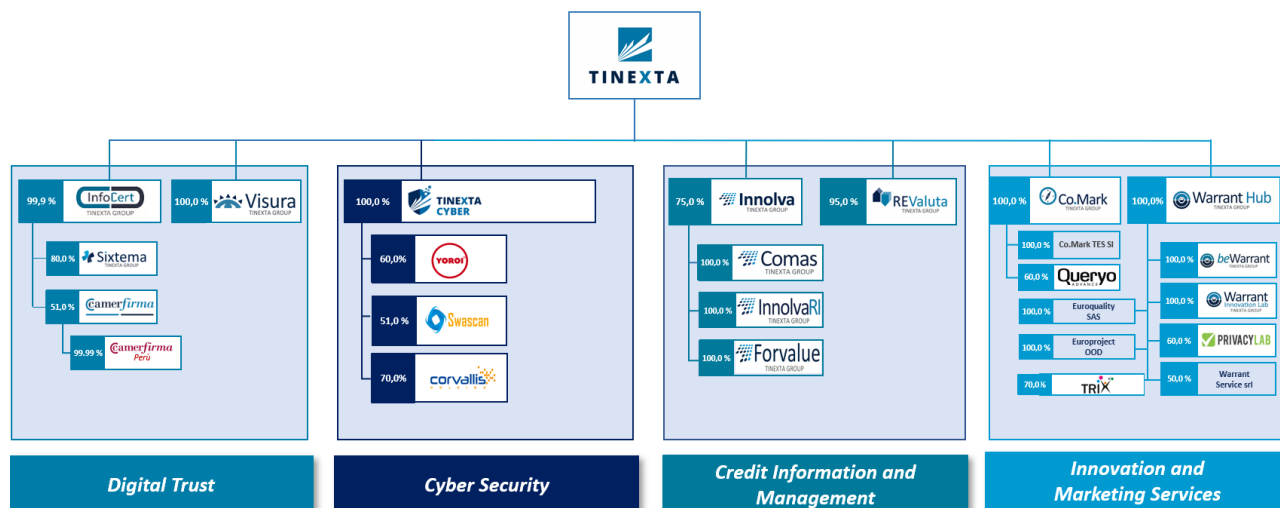 TINEXTA
99,9 %
InfoCert
TINEXTA GROUP
100,0 %
Visura
TINEXTA GROUP
80,0 %
Sixtema
TINEXTA GROUP
51,0 %
Camerfirma
99.99 %
Camerfirma
Perù
Digital Trust
100,0 %
TINEXTA
CYBER
60,0%
YOROI
51,0 %
Swascan
70,0%
corvallis
HOLDING
Cyber Security
75,0 %
Innolva
TINEXTA GROUP
95,0 %
REValuta
TINEXTA GROUP
100,0 %
Comas
TINEXTA GROUP
100,0 %
InnolvaRI
TINEXTA GROUP
100,0 %
Forvalue
TINEXTA GROUP
Credit Information and
Management
100,0 %
Co.Mark
TINEXTA GROUP
100,0 %
Co.Mark TES Sl
60,0 %
Queryo
ADVANCE
100,0 %
Euroquality
SAS
100,0 %
Europroject
OOD
70,0%
TRIX
100,0%
Warrant Hub
TINEXTA GROUP
100,0 %
beWarrant
TINEXTA GROUP
100,0 %
Warrant
Innovation Lab
TINEXTA GROUP
60,0 %
PRIVACYLAB
50,0 %
Warrant
Service srl
Innovation and
Marketing Services